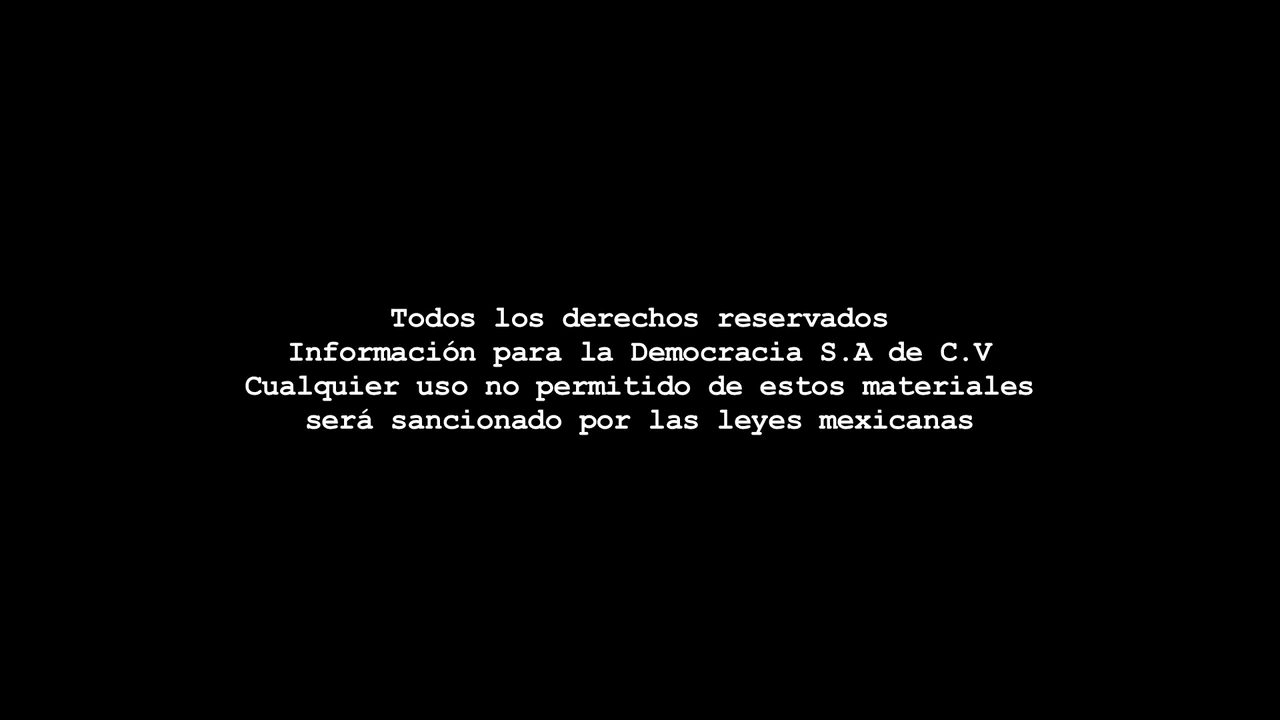 Todos los derechos reservados
Información para la Democracia S.A de C.V
Cualquier uso no permitido de estos materiales
será sancionado por las leyes mexicanas